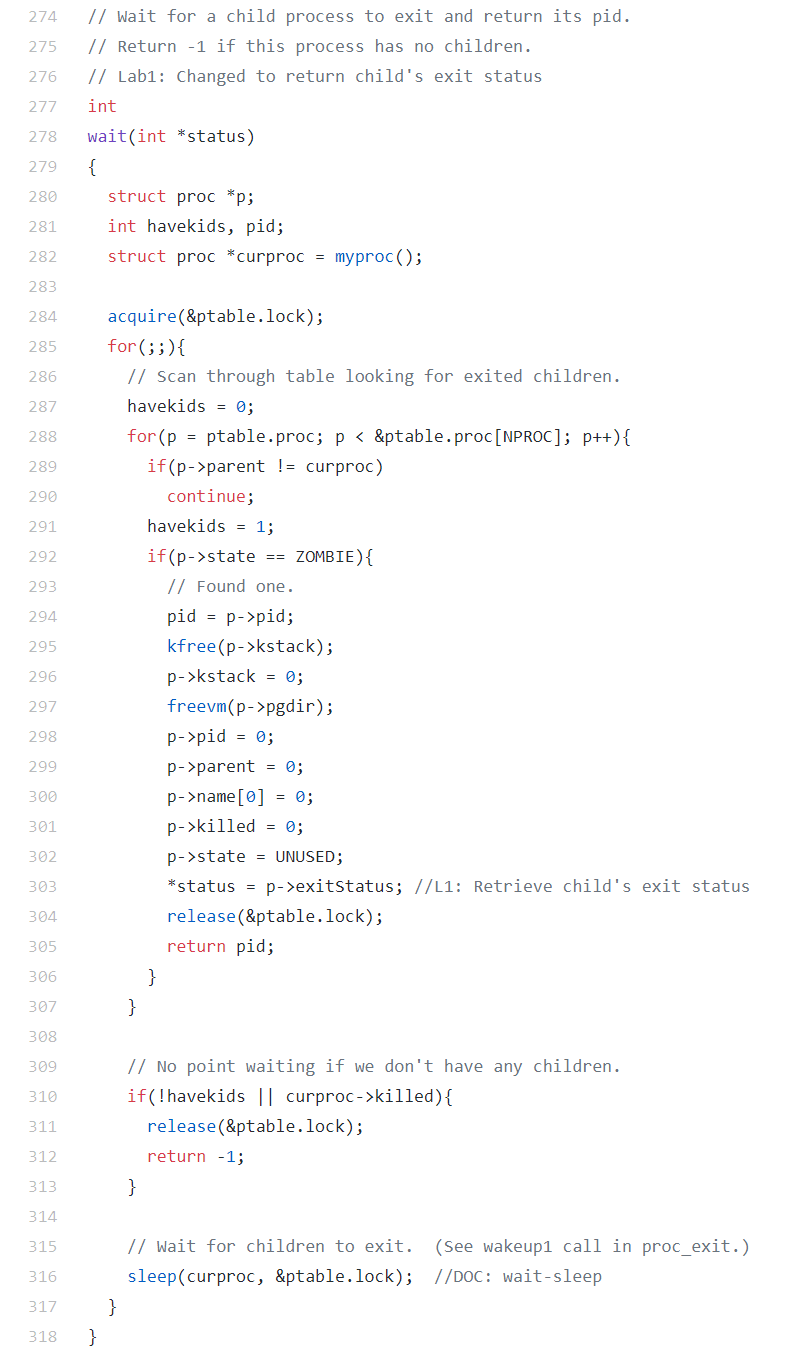 274 // Wait for a child process to exit and return its pid.
275 // Return -1 if this process has no children.
276 // Lab1: Changed to return child's exit status
277 int
278 wait(int *status)
279 {
280   struct proc *p;
281   int havekids, pid;
282   struct proc *curproc = myproc();
283
284   acquire(&ptable.lock);
285   for(;;){
286     // Scan through table looking for exited children.
287     havekids = 0;
288     for(p = ptable.proc; p < &ptable.proc[NPROC]; p++){
289       if(p->parent != curproc)
290         continue;
291       havekids = 1;
292       if(p->state == ZOMBIE){
293         // Found one.
294         pid = p->pid;
295         kfree(p->kstack);
296         p->kstack = 0;
297         freevm(p->pgdir);
298         p->pid = 0;
299         p->parent = 0;
300         p->name[0] = 0;
301         p->killed = 0;
302         p->state = UNUSED;
303         *status = p->exitStatus; //L1: Retrieve child's exit status
304         release(&ptable.lock);
305         return pid;
306       }
307     }
308
309     // No point waiting if we don't have any children.
310     if(!havekids || curproc->killed){
311       release(&ptable.lock);
312       return -1;
313     }
314
315     // Wait for children to exit.  (See wakeup1 call in proc_exit.)
316     sleep(curproc, &ptable.lock);  //DOC: wait-sleep
317   }
318 }